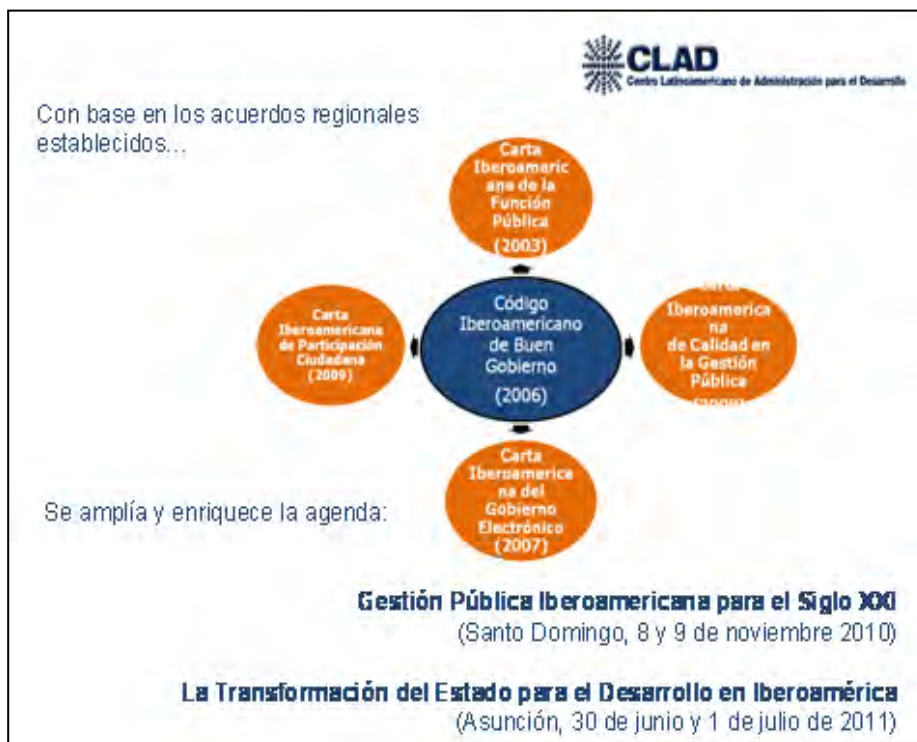 CLAD
Centro Latinoamericano de Administración para el Desarrollo
Con base en los acuerdos regionales
establecidos...
Carta
Iberoameric
ana de la
Función
Pública
(2003)
Carta
Iberoamericana
de Participación
Ciudadana
(2009)
Código
Iberoamericano
de Buen
Gobierno
(2006)
Carta
Iberoamerica
na
de Calidad en
la Gestión
Pública
Carta
Iberoamerica
na del
Gobierno
Electrónico
(2007)
Se amplía y enriquece la agenda:
Gestión Pública Iberoamericana para el Siglo XXI
(Santo Domingo, 8 y 9 de noviembre 2010)
La Transformación del Estado para el Desarrollo en Iberoamérica
(Asunción, 30 de junio y 1 de julio de 2011)